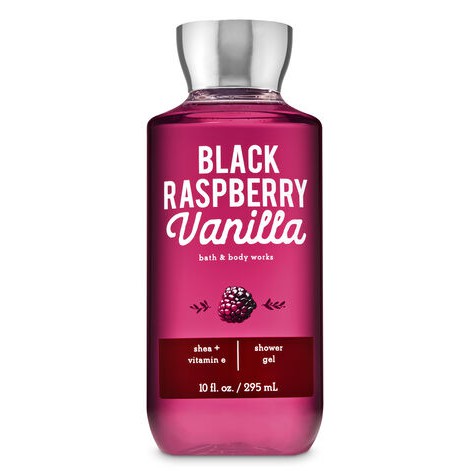 BLACK
RASPBERRY
Vanilla
bath & body works
shea +
vitamin e
shower
gel
10 fl. oz. / 295 mL